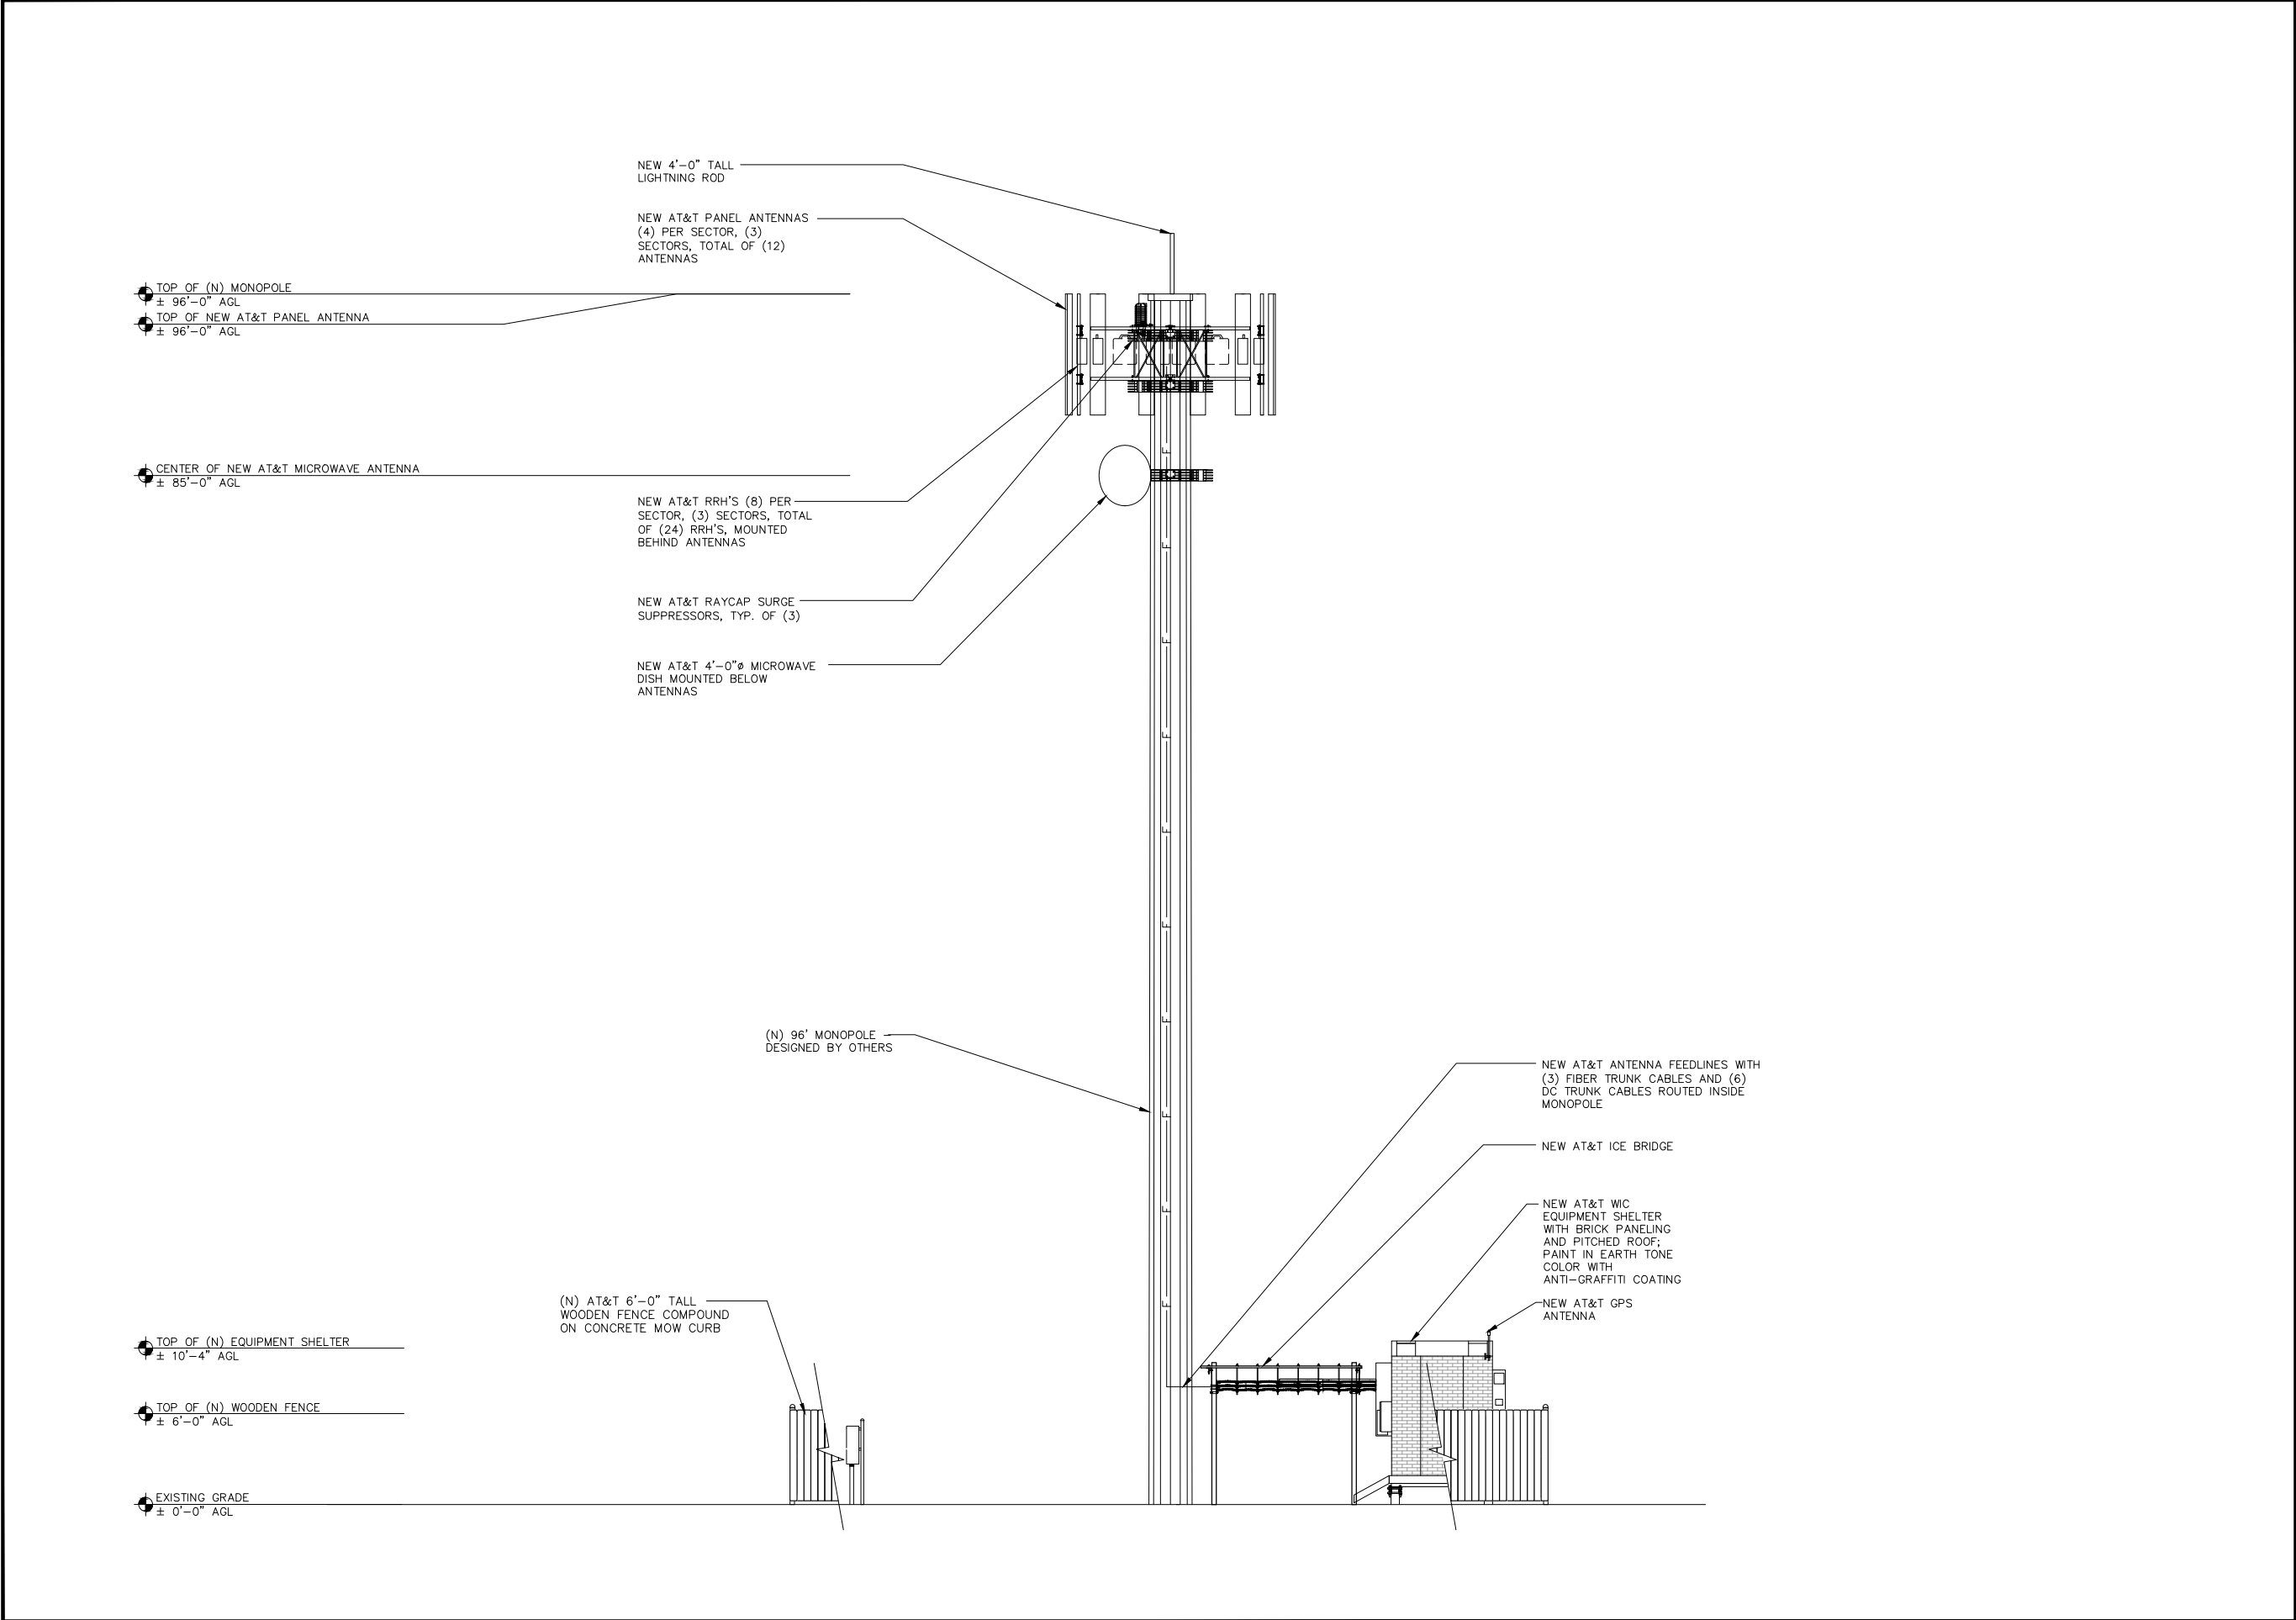 NEW 4'-0" TALL
LIGHTNING ROD
NEW AT&T PANEL ANTENNAS
(4) PER SECTOR, (3)
SECTORS, TOTAL OF (12)
ANTENNAS
TOP OF (N) MONOPOLE
± 96'-0" AGL
TOP OF NEW AT&T PANEL ANTENNA
± 96'-0" AGL
CENTER OF NEW AT&T MICROWAVE ANTENNA
± 85'-0" AGL
NEW AT&T RRH'S (8) PER
SECTOR, (3) SECTORS, TOTAL
OF (24) RRH'S, MOUNTED
BEHIND ANTENNAS
NEW AT&T RAYCAP SURGE
SUPPRESSORS, TYP. OF (3)
NEW AT&T 4'-0"ø MICROWAVE
DISH MOUNTED BELOW
ANTENNAS
(N) 96' MONOPOLE
DESIGNED BY OTHERS
NEW AT&T ANTENNA FEEDLINES WITH
(3) FIBER TRUNK CABLES AND (6)
DC TRUNK CABLES ROUTED INSIDE
MONOPOLE
NEW AT&T ICE BRIDGE
NEW AT&T WIC
EQUIPMENT SHELTER
WITH BRICK PANELING
AND PITCHED ROOF;
PAINT IN EARTH TONE
COLOR WITH
ANTI-GRAFFITI COATING
NEW AT&T GPS
ANTENNA
(N) AT&T 6'-0" TALL
WOODEN FENCE COMPOUND
ON CONCRETE MOW CURB
TOP OF (N) EQUIPMENT SHELTER
± 10'-4" AGL
TOP OF (N) WOODEN FENCE
± 6'-0" AGL
EXISTING GRADE
± 0'-0" AGL